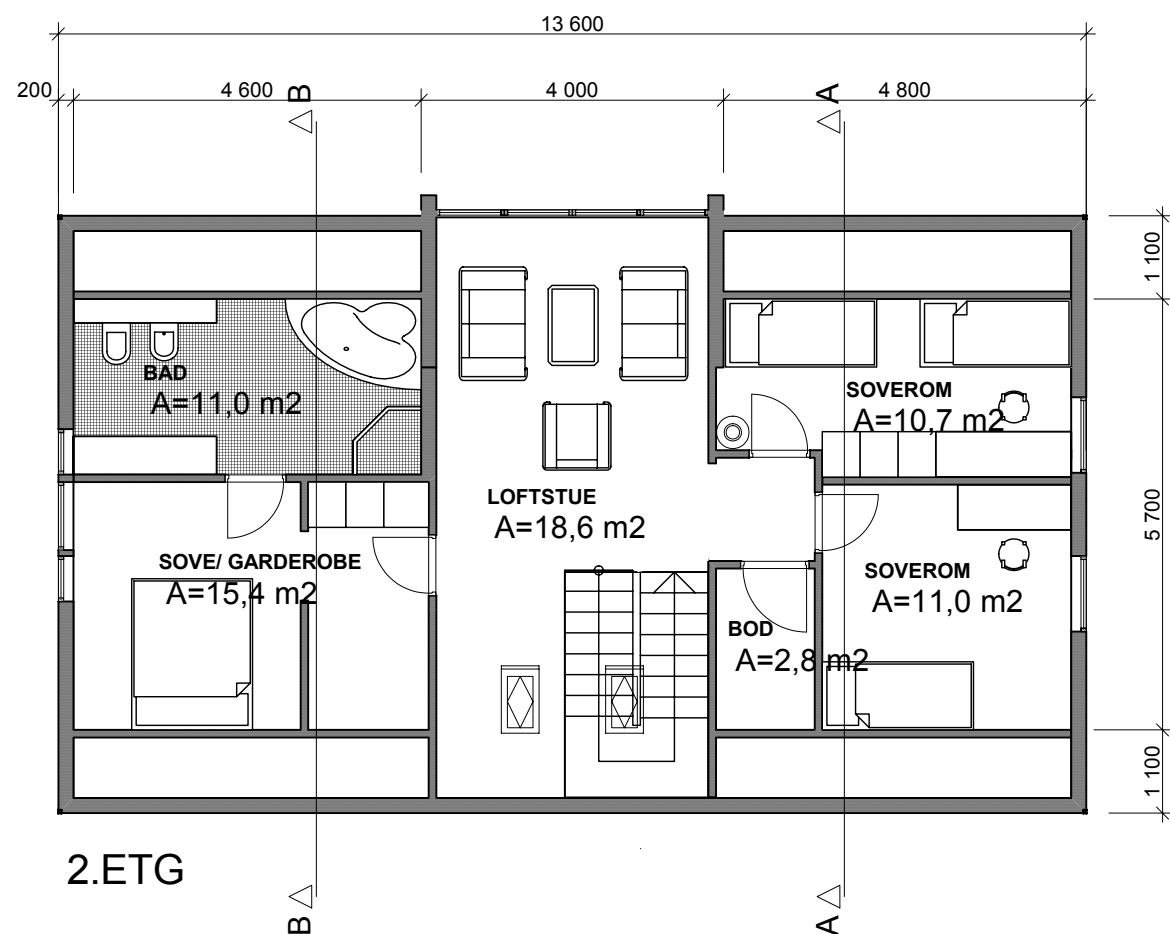 13 600
200
4 600
4 000
4 800
B
A
1 100
BAD
A=11,0 m2
SOVEROM
A=10,7 m2
LOFTSTUE
A=18,6 m2
5 700
SOVE/ GARDEROBE
A=15,4 m2
SOVEROM
A=11,0 m2
BOD
A=2,8 m2
1 100
2.ETG
B
A